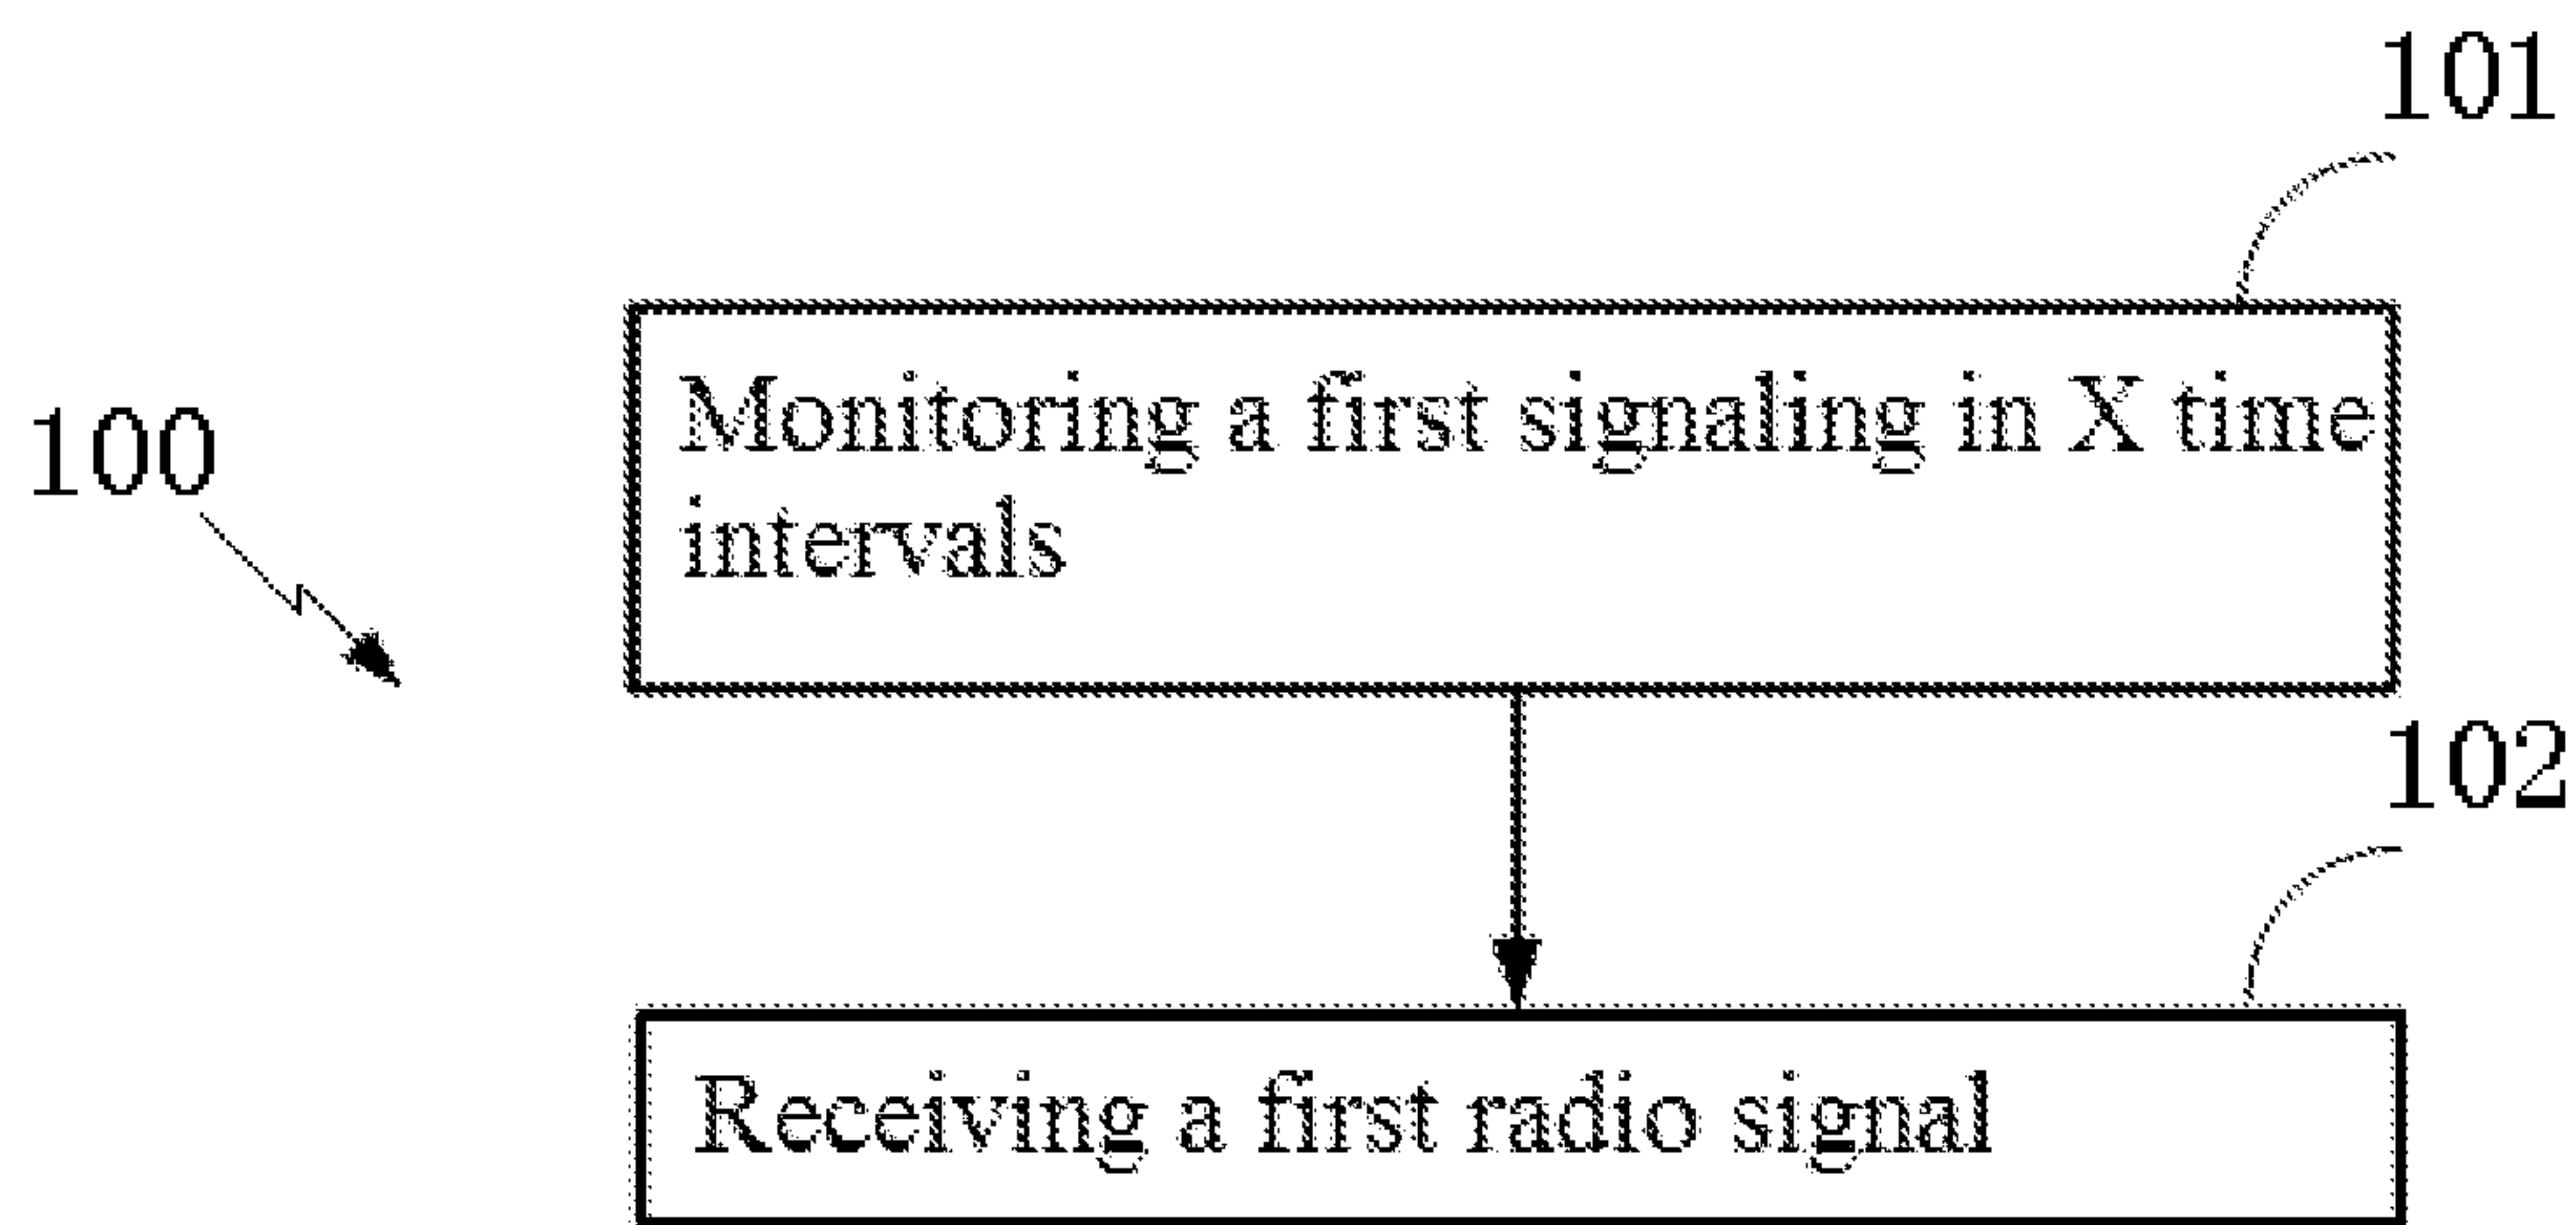 101
Monitoring a first signaling in X time
intervals
100
102
Receiving a first radio signal